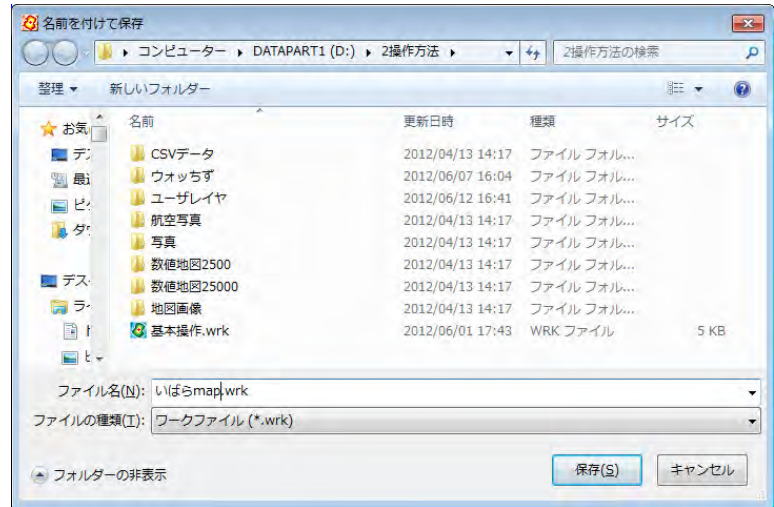 名前を付けて保存
コンピューター ▸ DATAPART1 (D:) ▸ 2操作方法 ▸ 2操作方法の検索
整理 新しいフォルダー
お気 名前 更新日時 種類 サイズ
デス CSVデータ 2012/04/13 14:17 ファイル フォル...
最近 ウォッちず 2012/06/07 16:04 ファイル フォル...
ピク ユーザレイヤ 2012/06/12 16:41 ファイル フォル...
ダウ 航空写真 2012/04/13 14:17 ファイル フォル...
写真 2012/04/13 14:17 ファイル フォル...
数値地図2500 2012/04/13 14:17 ファイル フォル...
デス 数値地図25000 2012/04/13 14:17 ファイル フォル...
ライ 地図画像 2012/04/13 14:17 ファイル フォル...
基本操作.wrk 2012/06/01 17:43 WRK ファイル 5 KB
ファイル名(N): いばらmap.wrk
ファイルの種類(T): ワークファイル (*.wrk)
フォルダーの非表示 保存(S) キャンセル